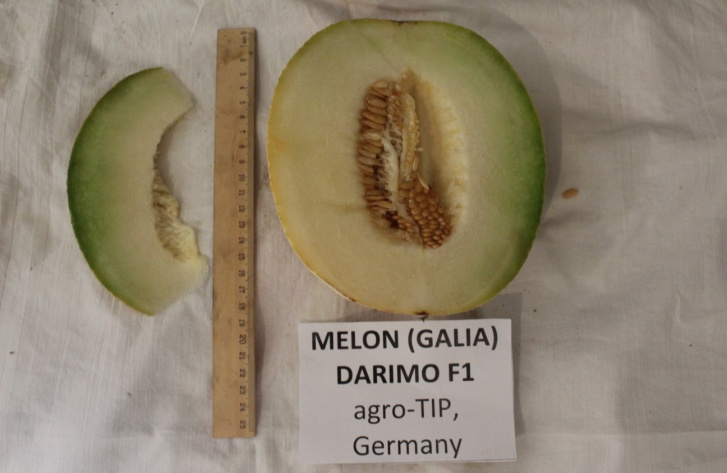 MELON (GALIA)
DARIMO F1
agro-TIP,
Germany